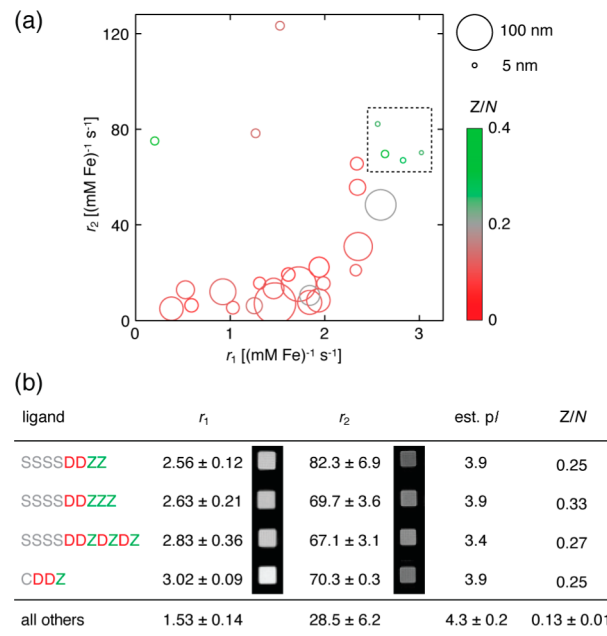 (a)
120
80
40
0
0
1
2
3
r2 [(mM Fe)-1 s-1]
r1 [(mM Fe)-1 s-1]
100 nm
5 nm
Z/N
0.4
0.2
0
(b)
ligand r1 r2 est. pI Z/N
SSSSDDZZ 2.56 ± 0.12 82.3 ± 6.9 3.9 0.25
SSSSDDZZZ 2.63 ± 0.21 69.7 ± 3.6 3.9 0.33
SSSSDDZDZDZ 2.83 ± 0.36 67.1 ± 3.1 3.4 0.27
CDDZ 3.02 ± 0.09 70.3 ± 0.3 3.9 0.25
all others 1.53 ± 0.14 28.5 ± 6.2 4.3 ± 0.2 0.13 ± 0.01